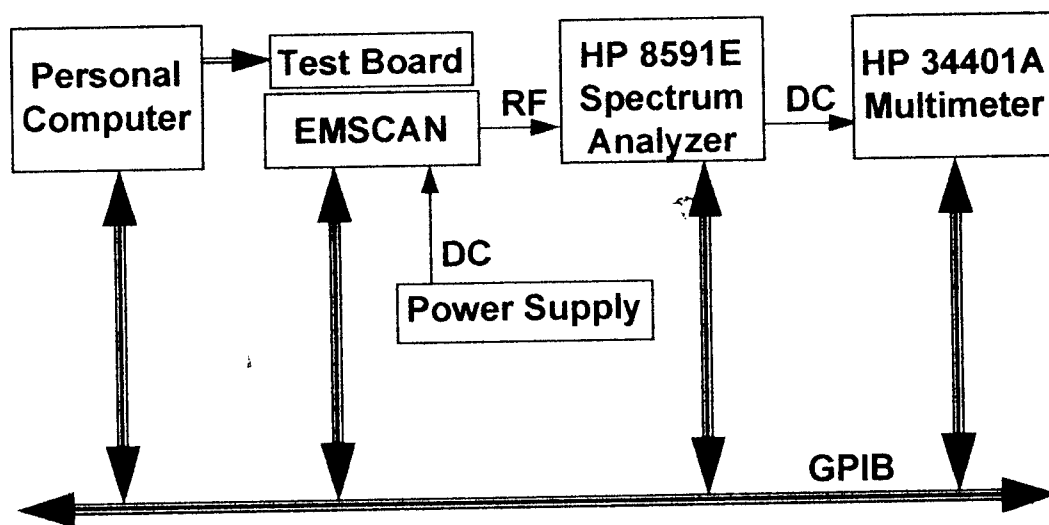 Personal
Computer
Test Board
EMSCAN
RF
HP 8591E
Spectrum
Analyzer
DC
HP 34401A
Multimeter
DC
Power Supply
GPIB